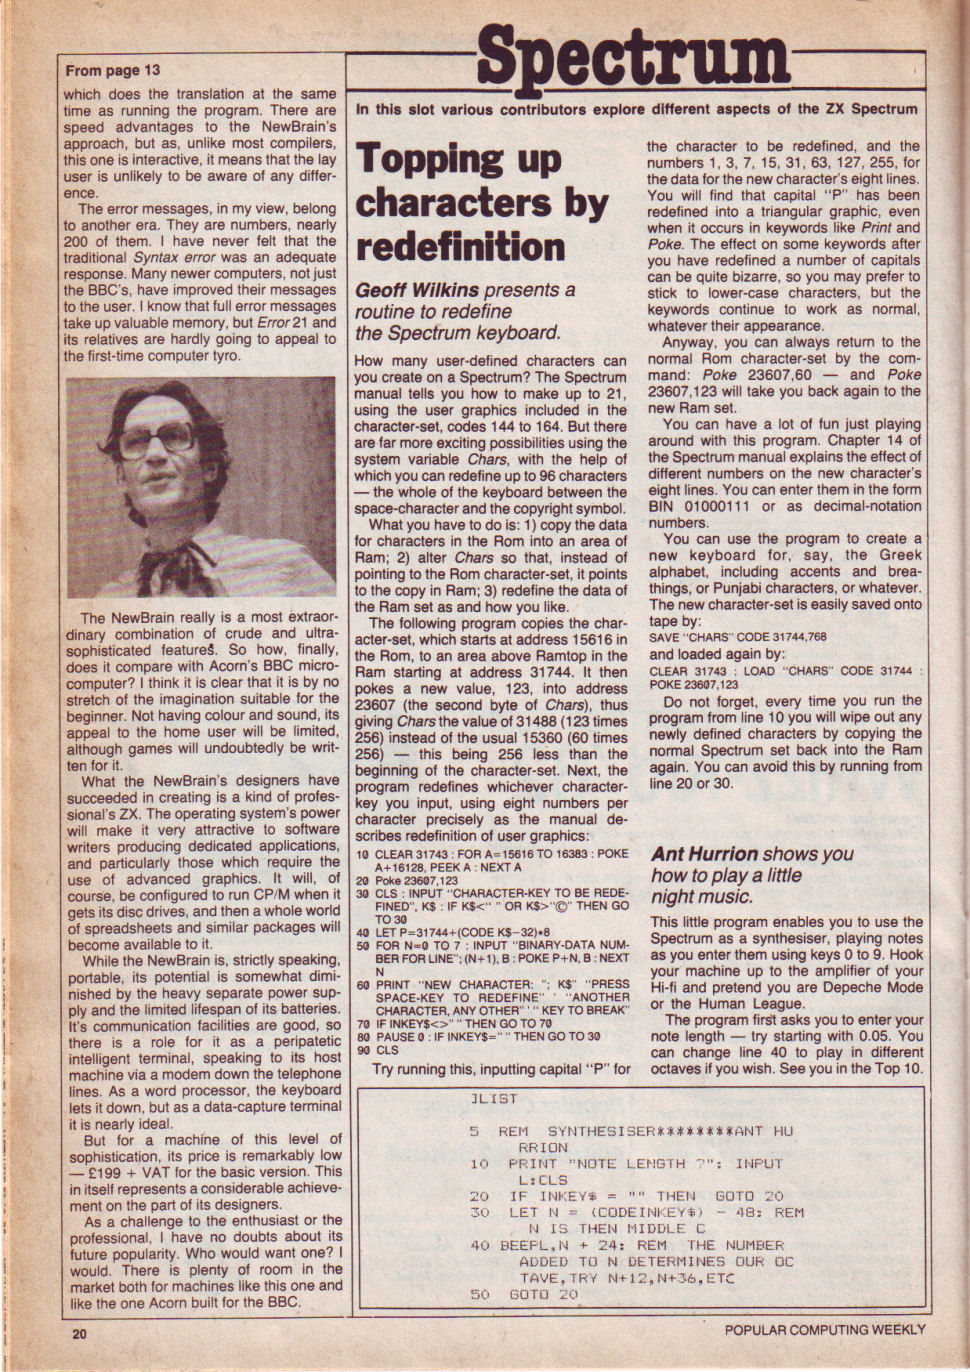 Spectrum
In this slot various contributors explore different aspects of the ZX Spectrum
From page 13
which does the translation at the same
time as running the program. There are
speed advantages to the NewBrain's
approach, but as, unlike most compilers,
this one is interactive, it means that the lay
user is unlikely to be aware of any differ-
ence.
The error messages, in my view, belong
to another era. They are numbers, nearly
200 of them. I have never felt that the
traditional Syntax error was an adequate
response. Many newer computers, not just
the BBC's, have improved their messages
to the user. I know that full error messages
take up valuable memory, but Error 21 and
its relatives are hardly going to appeal to
the first-time computer tyro.
The NewBrain really is a most extraor-
dinary combination of crude and ultra-
sophisticated features. So how, finally,
does it compare with Acorn's BBC micro-
computer? I think it is clear that it is by no
stretch of the imagination suitable for the
beginner. Not having colour and sound, its
appeal to the home user will be limited,
although games will undoubtedly be writ-
ten for it.
What the NewBrain's designers have
succeeded in creating is a kind of profes-
sional's ZX. The operating system's power
will make it very attractive to software
writers producing dedicated applications,
and particularly those which require the
use of advanced graphics. It will, of
course, be configured to run CP/M when it
gets its disc drives, and then a whole world
of spreadsheets and similar packages will
become available to it.
While the NewBrain is, strictly speaking,
portable, its potential is somewhat dimi-
nished by the heavy separate power sup-
ply and the limited lifespan of its batteries.
It's communication facilities are good, so
there is a role for it as a peripatetic
intelligent terminal, speaking to its host
machine via a modem down the telephone
lines. As a word processor, the keyboard
lets it down, but as a data-capture terminal
it is nearly ideal.
But for a machine of this level of
sophistication, its price is remarkably low
— £199 + VAT for the basic version. This
in itself represents a considerable achieve-
ment on the part of its designers.
As a challenge to the enthusiast or the
professional, I have no doubts about its
future popularity. Who would want one? I
would. There is plenty of room in the
market both for machines like this one and
like the one Acorn built for the BBC.
Topping up
characters by
redefinition
Geoff Wilkins presents a
routine to redefine
the Spectrum keyboard.
How many user-defined characters can
you create on a Spectrum? The Spectrum
manual tells you how to make up to 21,
using the user graphics included in the
character-set, codes 144 to 164. But there
are far more exciting possibilities using the
system variable Chars, with the help of
which you can redefine up to 96 characters
— the whole of the keyboard between the
space-character and the copyright symbol.
What you have to do is: 1) copy the data
for characters in the Rom into an area of
Ram; 2) alter Chars so that, instead of
pointing to the Rom character-set, it points
to the copy in Ram; 3) redefine the data of
the Ram set as and how you like.
The following program copies the char-
acter-set, which starts at address 15616 in
the Rom, to an area above Ramtop in the
Ram starting at address 31744. It then
pokes a new value, 123, into address
23607 (the second byte of Chars), thus
giving Chars the value of 31488 (123 times
256) instead of the usual 15360 (60 times
256) — this being 256 less than the
beginning of the character-set. Next, the
program redefines whichever character-
key you input, using eight numbers per
character precisely as the manual de-
scribes redefinition of user graphics:
10 CLEAR 31743 : FOR A=15616 TO 16383 : POKE
A+16128, PEEK A : NEXT A
20 Poke 23607,123
30 CLS : INPUT "CHARACTER-KEY TO BE REDE-
FINED", K$ : IF K$<" " OR K$>"©" THEN GO
TO 30
40 LET P=31744+(CODE K$-32)*8
50 FOR N=0 TO 7 : INPUT "BINARY-DATA NUM-
BER FOR LINE"; (N+1), B : POKE P+N, B : NEXT
N
60 PRINT "NEW CHARACTER: "; K$" "PRESS
SPACE-KEY TO REDEFINE" ' "ANOTHER
CHARACTER, ANY OTHER" ' " KEY TO BREAK"
70 IF INKEY$<>" " THEN GO TO 70
80 PAUSE 0 : IF INKEY$=" " THEN GO TO 30
90 CLS
Try running this, inputting capital "P" for
the character to be redefined, and the
numbers 1, 3, 7, 15, 31, 63, 127, 255, for
the data for the new character's eight lines.
You will find that capital "P" has been
redefined into a triangular graphic, even
when it occurs in keywords like Print and
Poke. The effect on some keywords after
you have redefined a number of capitals
can be quite bizarre, so you may prefer to
stick to lower-case characters, but the
keywords continue to work as normal,
whatever their appearance.
Anyway, you can always return to the
normal Rom character-set by the com-
mand: Poke 23607,60 — and Poke
23607,123 will take you back again to the
new Ram set.
You can have a lot of fun just playing
around with this program. Chapter 14 of
the Spectrum manual explains the effect of
different numbers on the new character's
eight lines. You can enter them in the form
BIN 01000111 or as decimal-notation
numbers.
You can use the program to create a
new keyboard for, say, the Greek
alphabet, including accents and brea-
things, or Punjabi characters, or whatever.
The new character-set is easily saved onto
tape by:
SAVE "CHARS" CODE 31744,768
and loaded again by:
CLEAR 31743 : LOAD "CHARS" CODE 31744 :
POKE 23607,123
Do not forget, every time you run the
program from line 10 you will wipe out any
newly defined characters by copying the
normal Spectrum set back into the Ram
again. You can avoid this by running from
line 20 or 30.
Ant Hurrion shows you
how to play a little
night music.
This little program enables you to use the
Spectrum as a synthesiser, playing notes
as you enter them using keys 0 to 9. Hook
your machine up to the amplifier of your
Hi-fi and pretend you are Depeche Mode
or the Human League.
The program first asks you to enter your
note length — try starting with 0.05. You
can change line 40 to play in different
octaves if you wish. See you in the Top 10.
]LIST
5 REM SYNTHESISER********ANT HU
RRION
10 PRINT "NOTE LENGTH ?": INPUT
L:CLS
20 IF INKEY$ = "" THEN GOTO 20
30 LET N = (CODEINKEY$) - 48: REM
N IS THEN MIDDLE C
40 BEEPL,N + 24: REM THE NUMBER
ADDED TO N DETERMINES OUR OC
TAVE,TRY N+12,N+36,ETC
50 GOTO 20
20
POPULAR COMPUTING WEEKLY